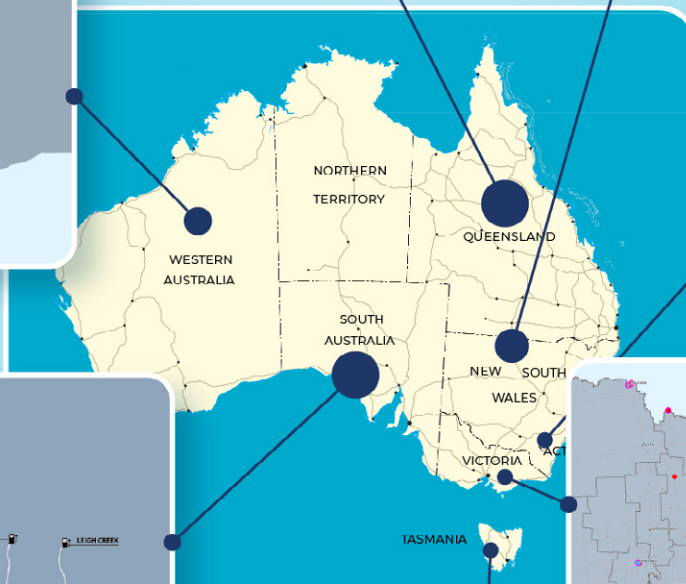 NORTHERN
TERRITORY
QUEENSLAND
WESTERN
AUSTRALIA
SOUTH
AUSTRALIA
NEW SOUTH
WALES
ACT
VICTORIA
TASMANIA
LEIGH CREEK